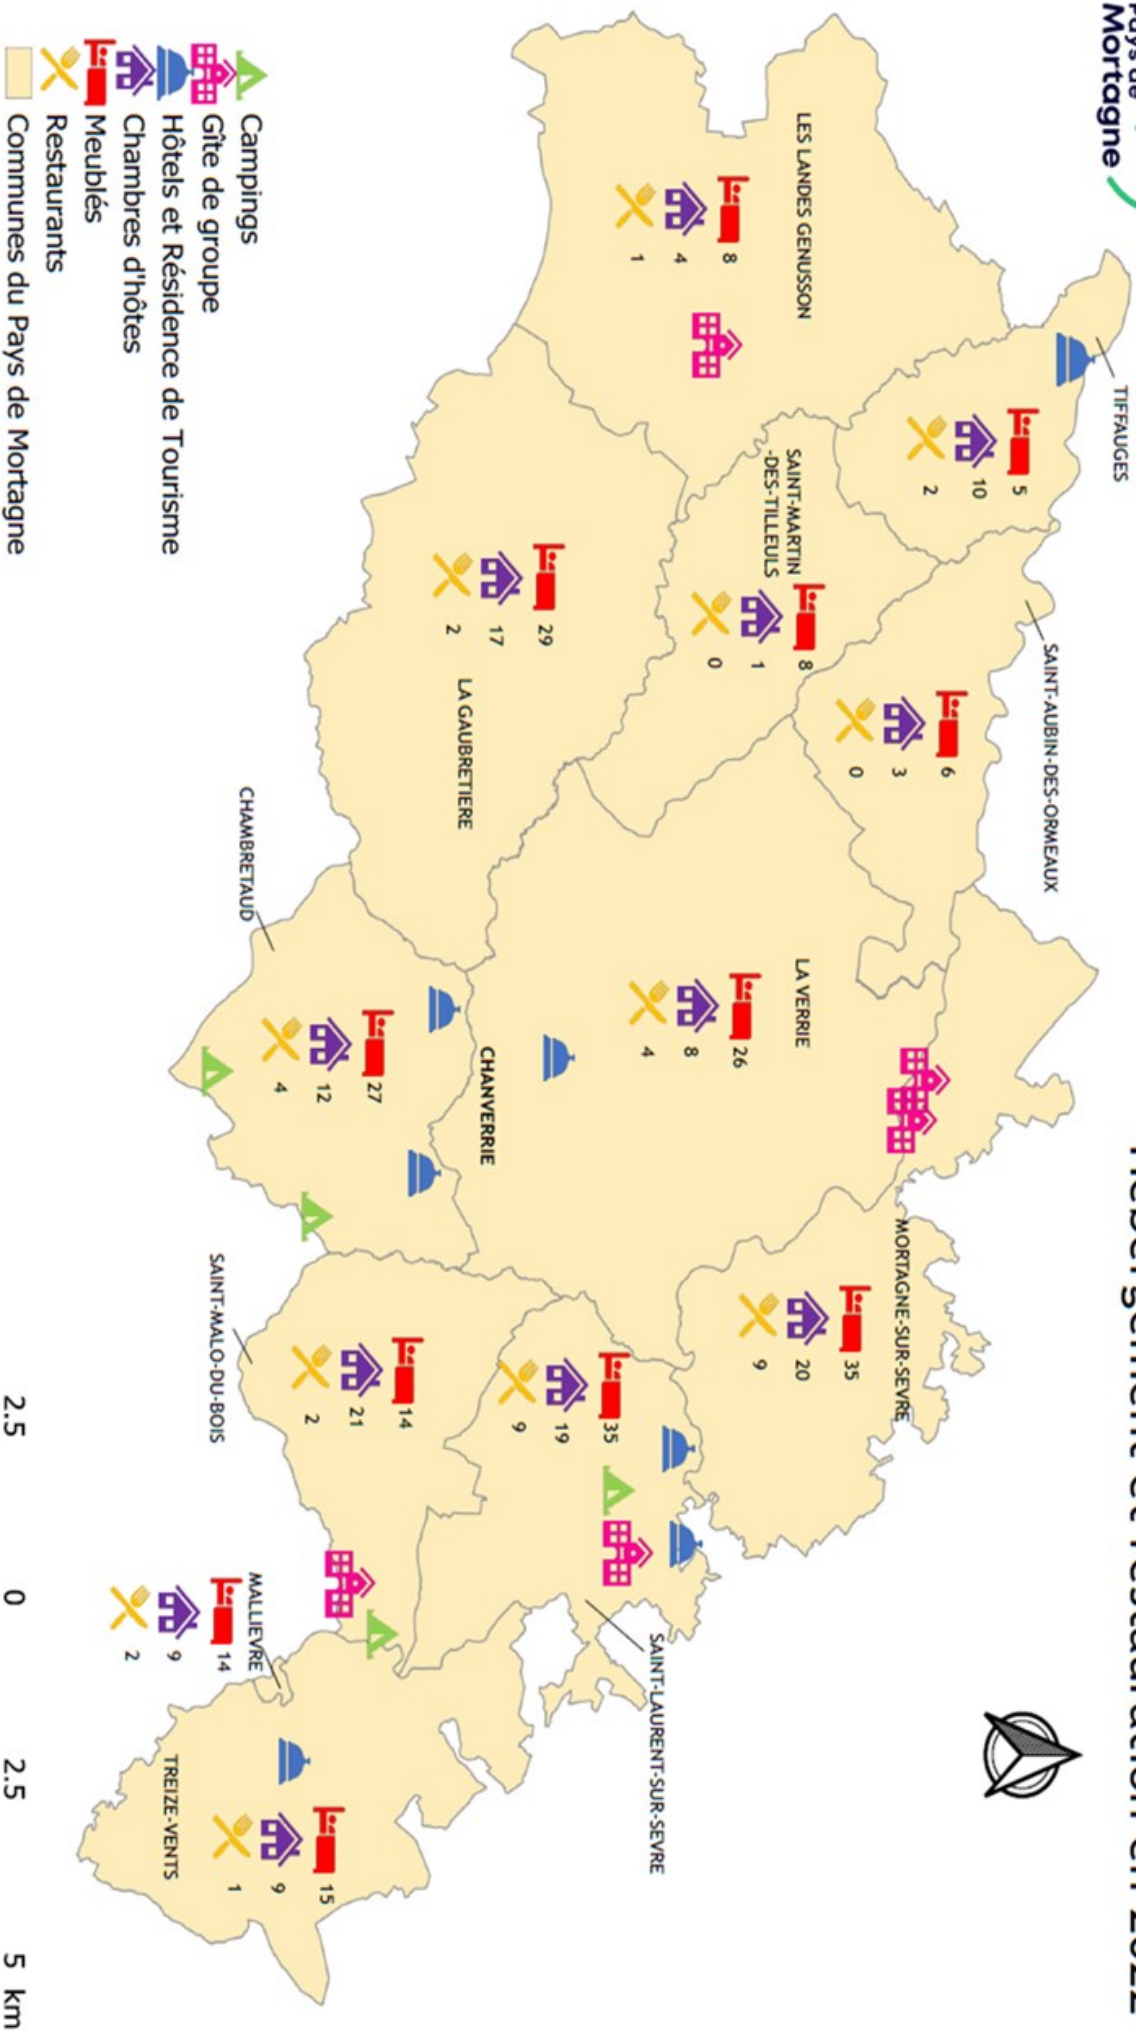 Pays de
Mortagne
Hébergement et restauration en 2022
TIFFAUGES
5
10
2
LES LANDES GENUSSON
8
4
1
SAINT-AUBIN-DES-ORMEAUX
6
3
0
SAINT-MARTIN
-DES-TILLEULS
8
1
0
LA VERRIE
26
8
4
MORTAGNE-SUR-SEVRE
35
20
9
LA GAUBRETIERE
29
17
2
CHANVERRIE
CHAMBRETAUD
27
12
4
SAINT-LAURENT-SUR-SEVRE
35
19
9
SAINT-MALO-DU-BOIS
14
21
2
MALLIEVRE
14
9
2
TREIZE-VENTS
15
9
1
Campings
Gîte de groupe
Hôtels et Résidence de Tourisme
Chambres d'hôtes
Meublés
Restaurants
Communes du Pays de Mortagne
2.5 0 2.5 5 km